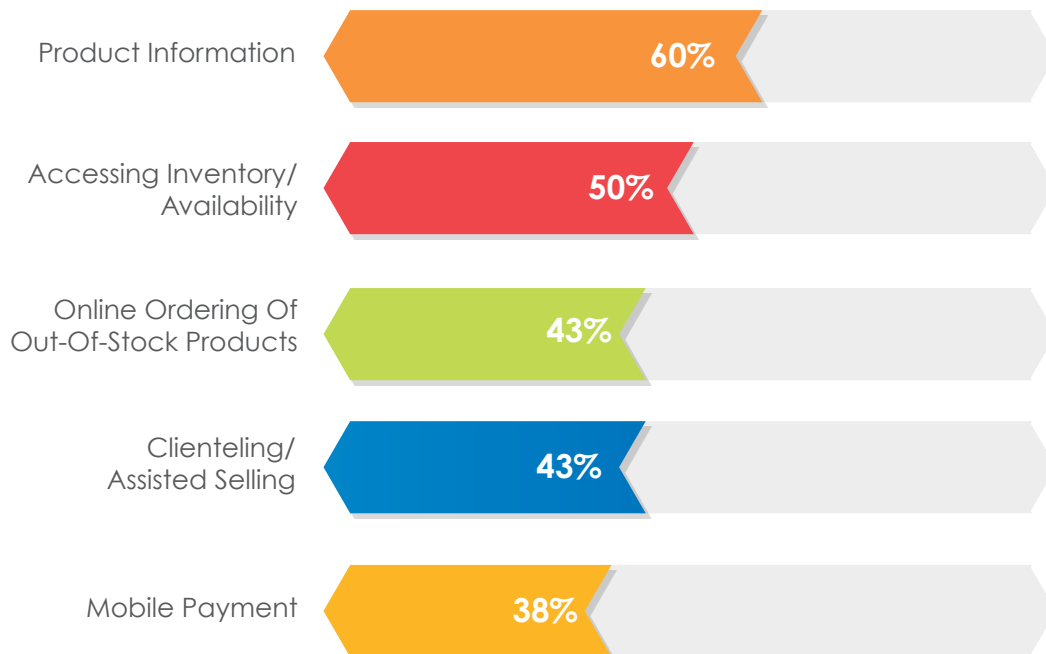 Product Information
60%
Accessing Inventory/
Availability
50%
Online Ordering Of
Out-Of-Stock Products
43%
Clienteling/
Assisted Selling
43%
Mobile Payment
38%